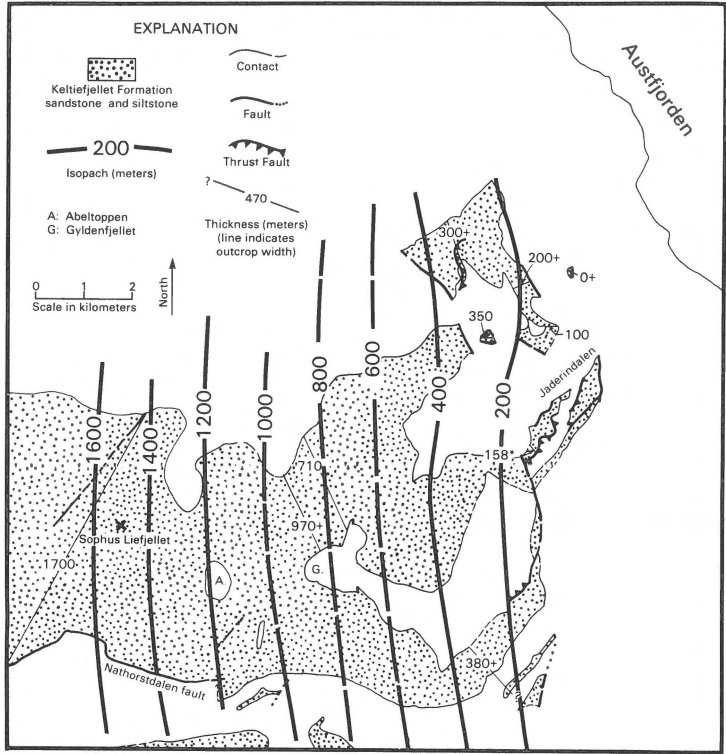 EXPLANATION
Keltiefjellet Formation
sandstone and siltstone
200
Isopach (meters)
A: Abeltoppen
G: Gyldenfjellet
0 1 2
Scale in kilometers
North
Contact
Fault
Thrust Fault
?
470
Thickness (meters)
(line indicates
outcrop width)
Austfjorden
300+
200+
0+
350
100
Jaderindalen
1600
1400
1200
1000
800
600
400
200
710
158
970+
Sophus Liefjellet
1700
A
G.
380+
Nathorstdalen fault